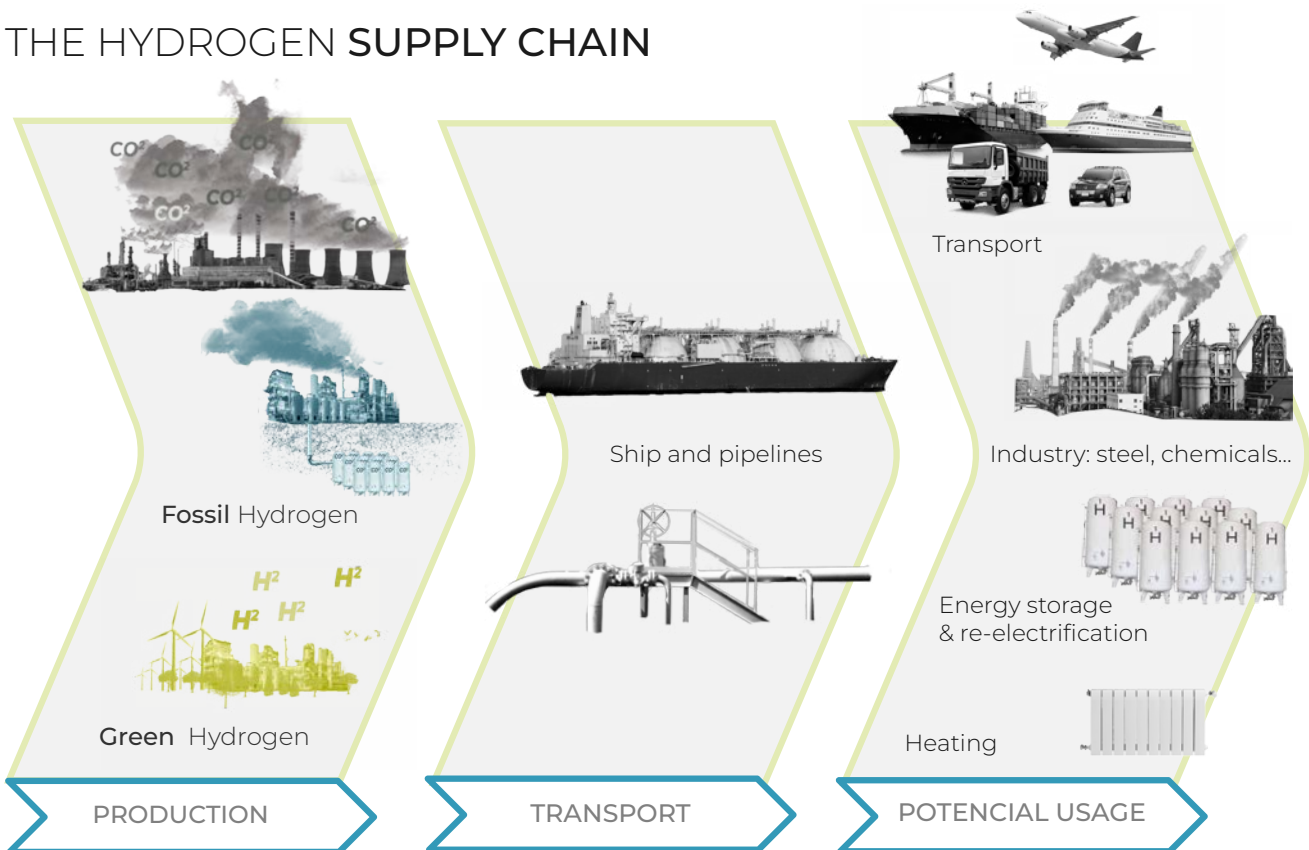 THE HYDROGEN SUPPLY CHAIN
CO²
CO²
CO²
CO²
CO²
CO²
Fossil Hydrogen
H²
H²
H²
H²
Green Hydrogen
PRODUCTION
Ship and pipelines
TRANSPORT
Transport
Industry: steel, chemicals...
H
H
H
H
H
H
H
Energy storage
& re-electrification
Heating
POTENCIAL USAGE